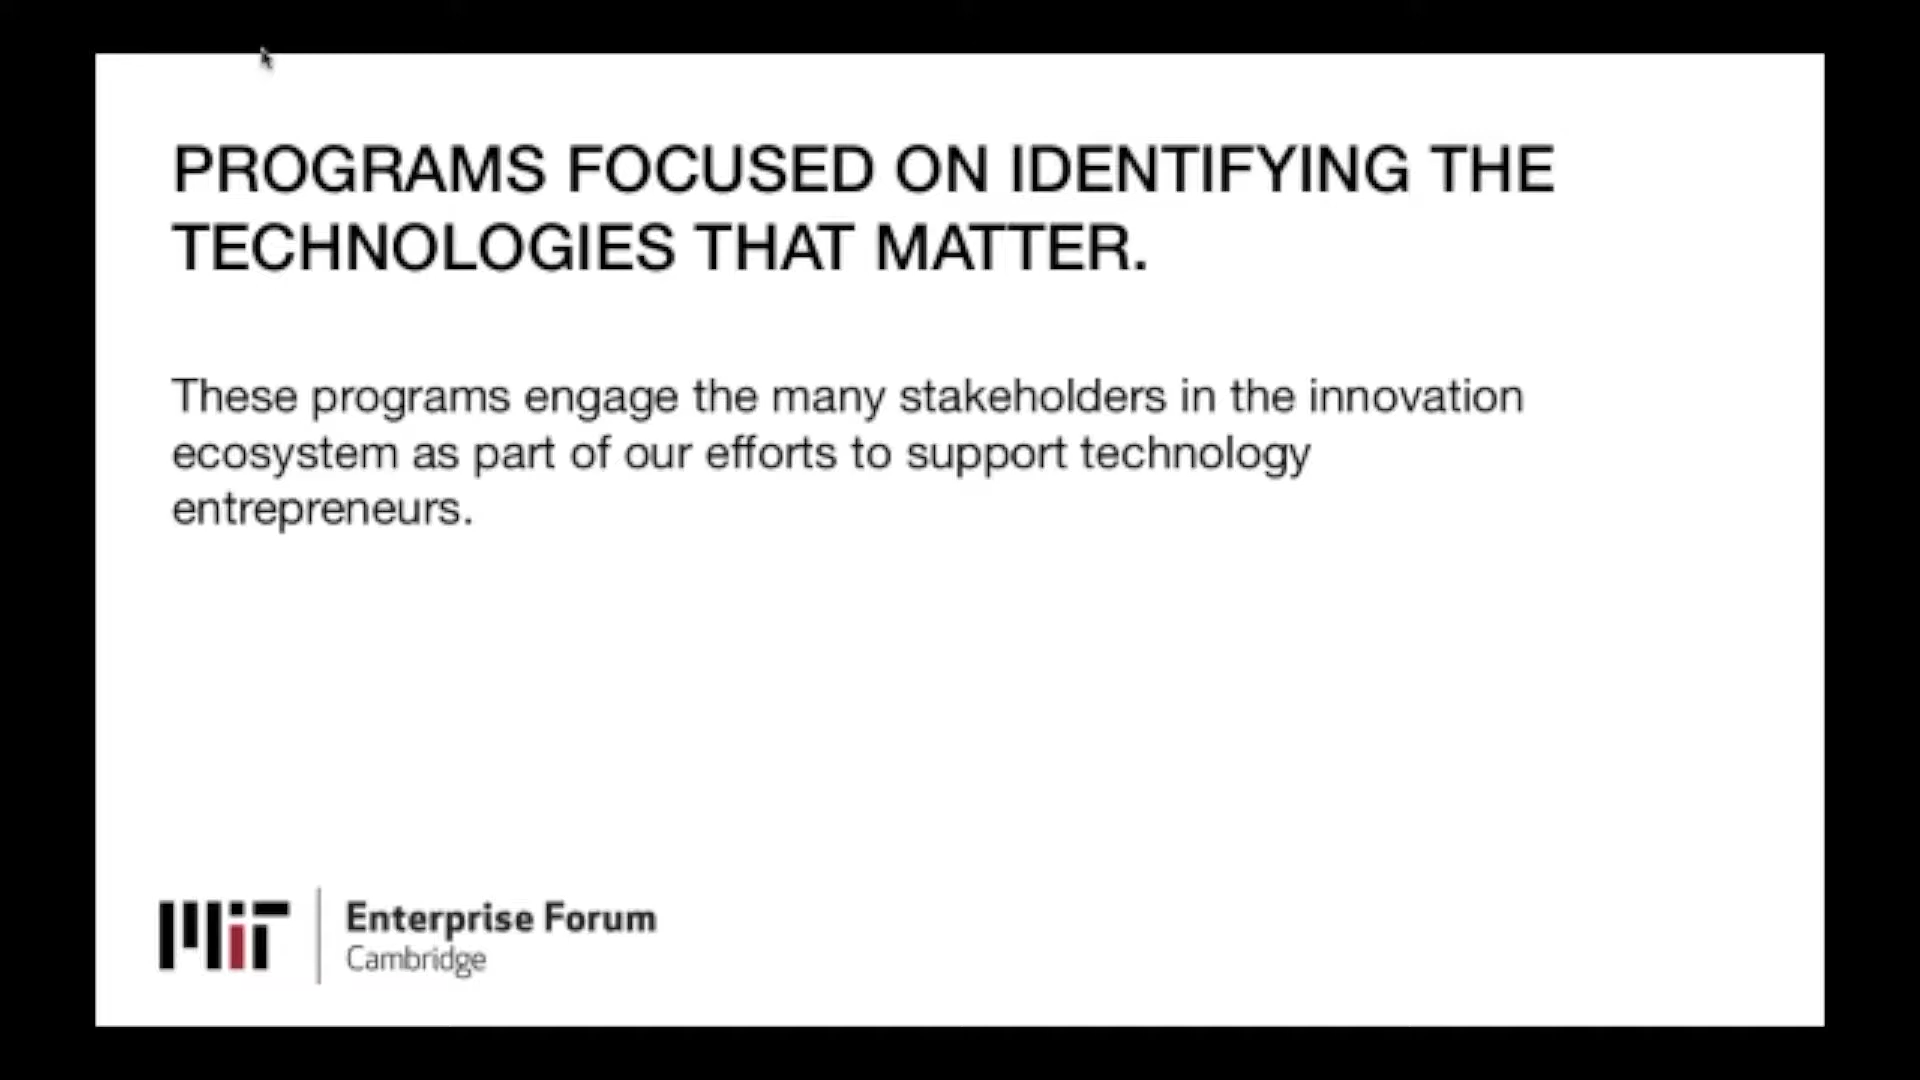 PROGRAMS FOCUSED ON IDENTIFYING THE
TECHNOLOGIES THAT MATTER.
These programs engage the many stakeholders in the innovation
ecosystem as part of our efforts to support technology
entrepreneurs.
MIT
Enterprise Forum
Cambridge